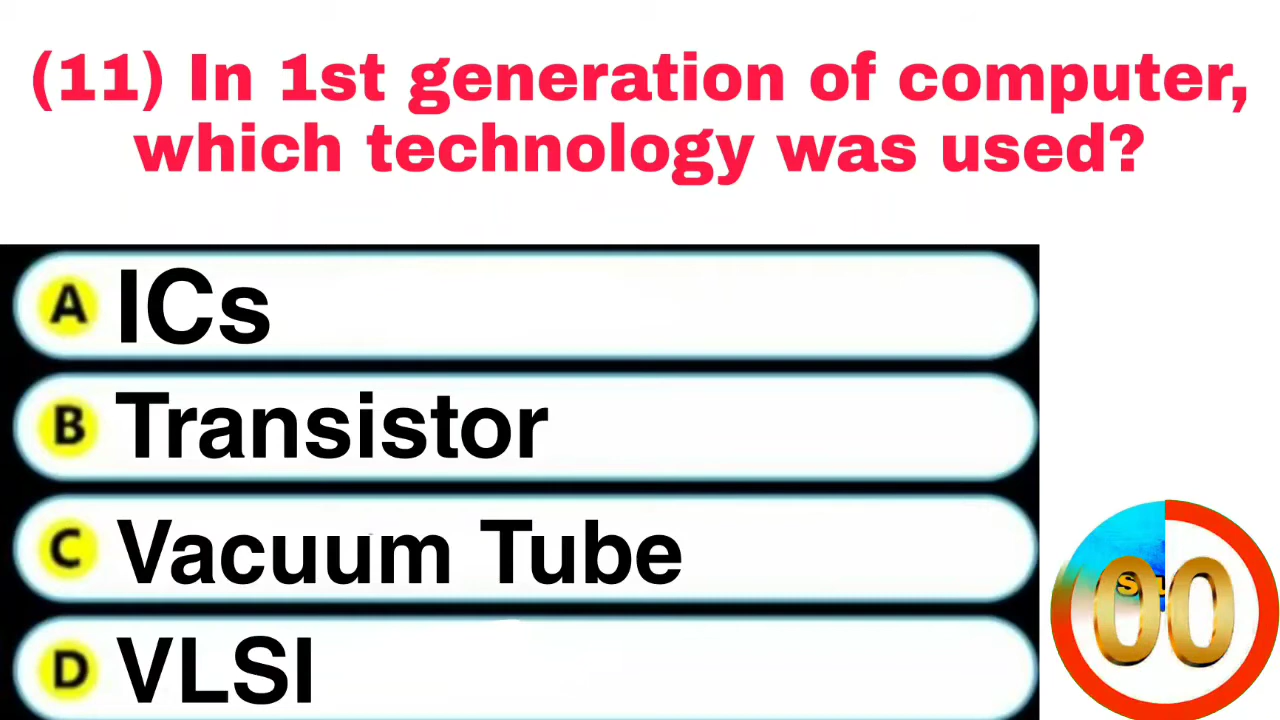 (11) In 1st generation of computer,
which technology was used?
A ICs
B Transistor
C Vacuum Tube
D VLSI
00